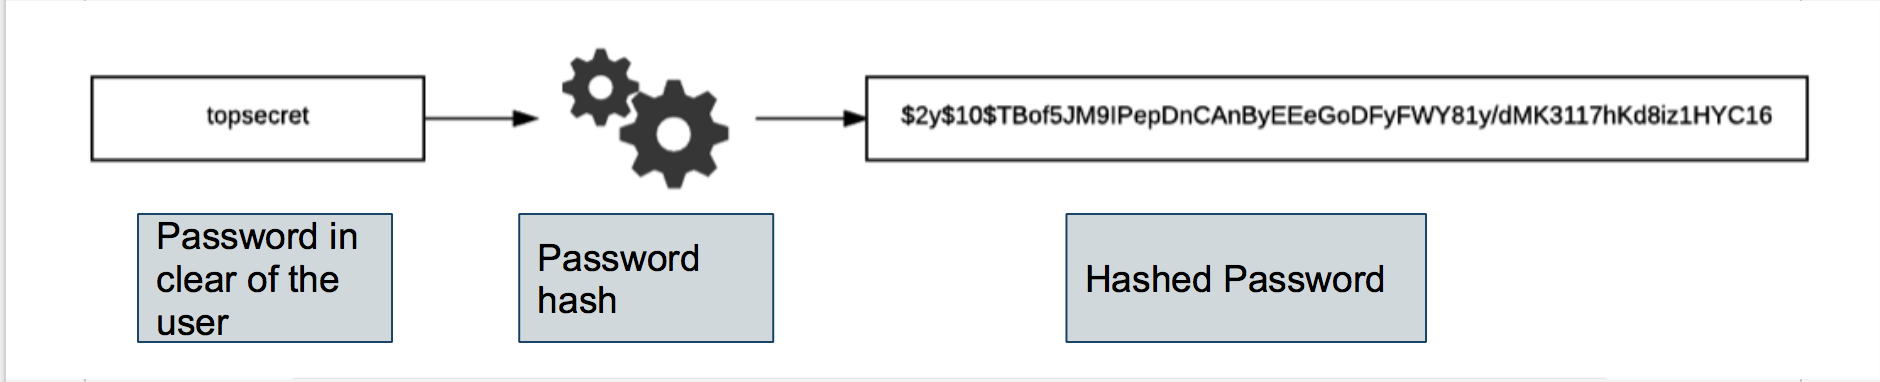 topsecret
$2y$10$TBof5JM9IPepDnCAnByEEeGoDFyFWY81y/dMK3117hKd8iz1HYC16
Password in
clear of the
user
Password
hash
Hashed Password